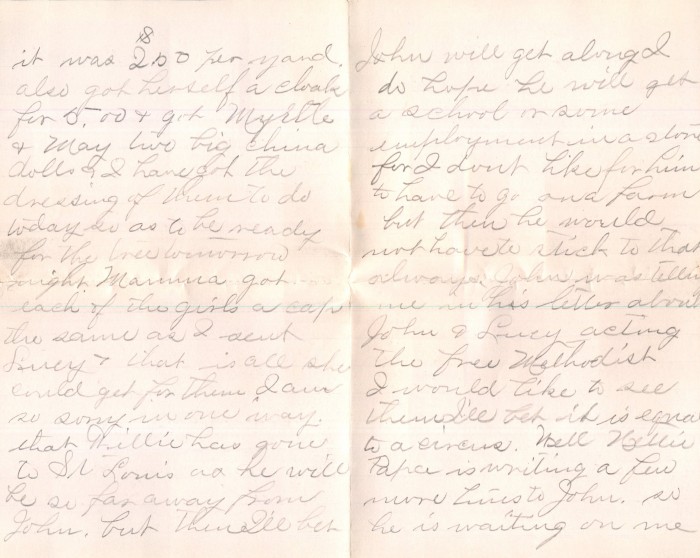 18
it was 2.00 per yard.
also got herself a cloak
for 5.00 & got Myrtle
& May two big china
dolls & I have got the
dressing of them to do
today so as to be ready
for the tree tomorrow
night. Mamma got
each of the girls a cap
the same as I sent
Lucy & that is all she
could get for them I am
so sorry in one way.
that Willie has gone
to St Louis as he will
be so far away from
John. but then I'll bet
John will get along I
do hope he will get
a school or some
employment in a store
for I dont like for him
to have to go on a farm
but then he would
not have to stick to that
always. John was tellin
me in his letter about
John & Lucy acting
the free Methodist
I would like to see
them I'll bet it is equa
to a circus. Well
Papa is writing a few
more lines to John. so
he is waiting on me